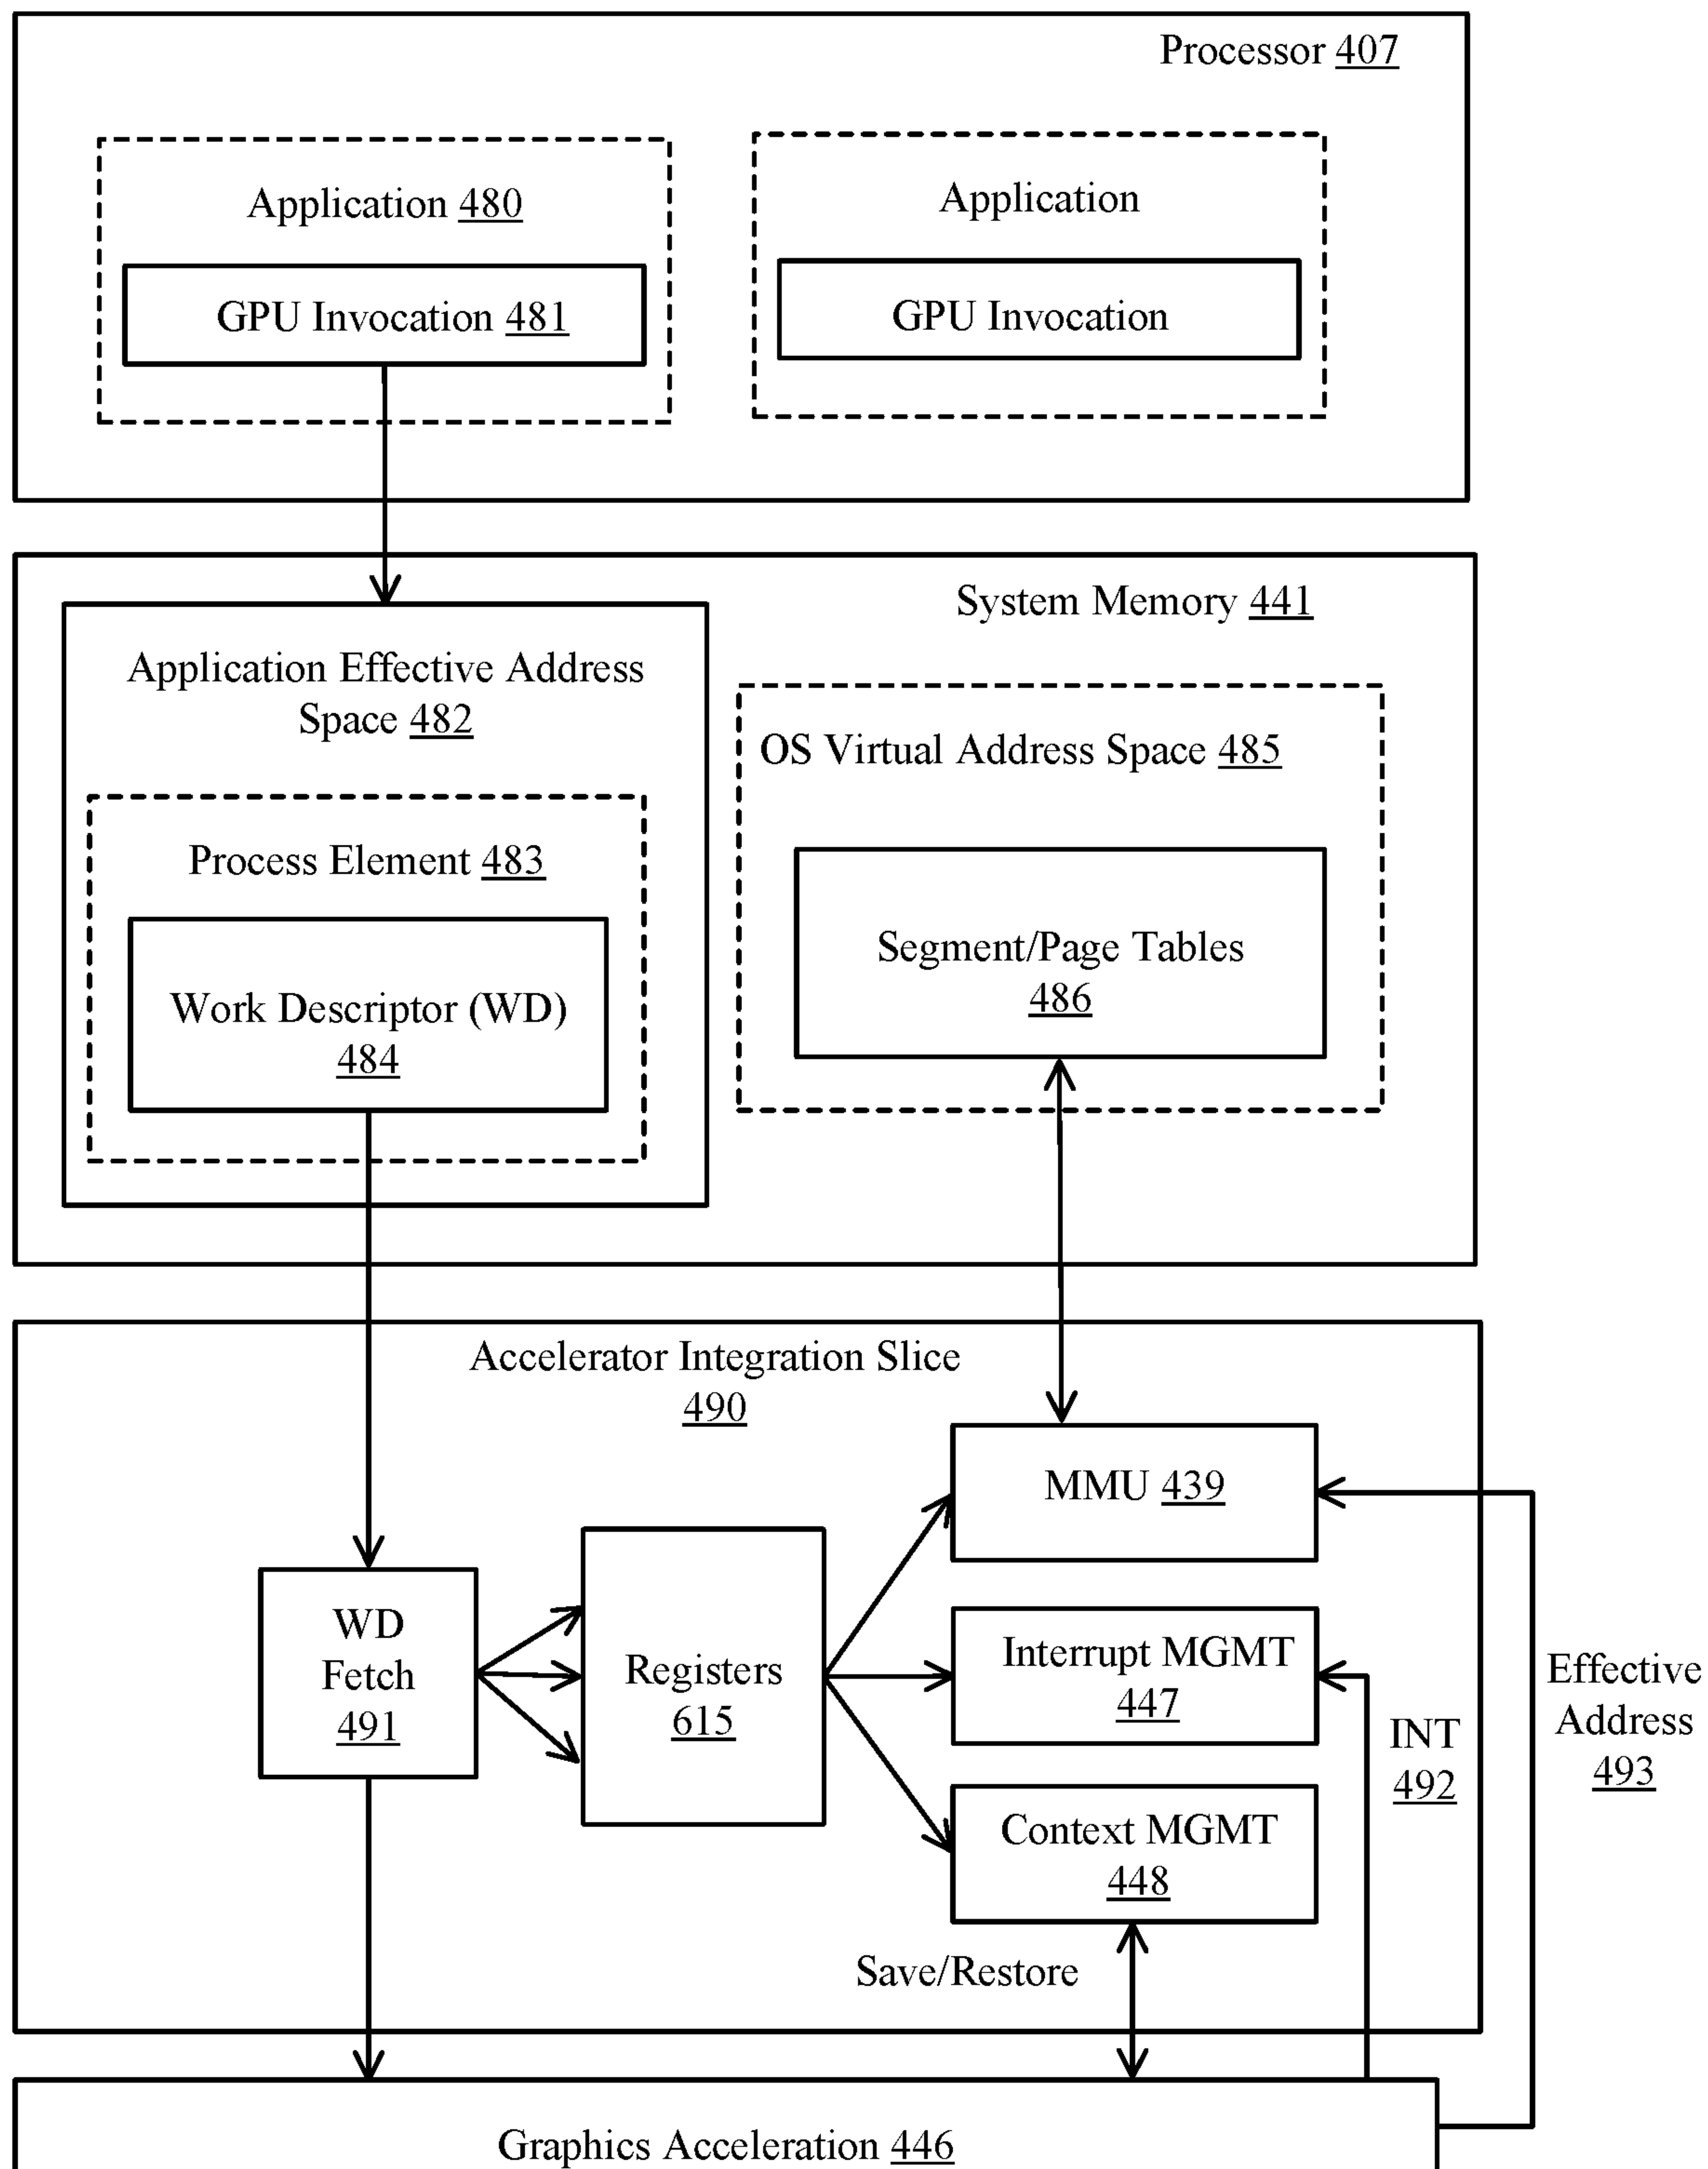 Processor 407
Application 480
GPU Invocation 481
Application
GPU Invocation
System Memory 441
Application Effective Address
Space 482
Process Element 483
Work Descriptor (WD)
484
OS Virtual Address Space 485
Segment/Page Tables
486
Accelerator Integration Slice
490
MMU 439
WD
Fetch
491
Registers
615
Interrupt MGMT
447
Context MGMT
448
Save/Restore
INT
492
Effective
Address
493
Graphics Acceleration 446